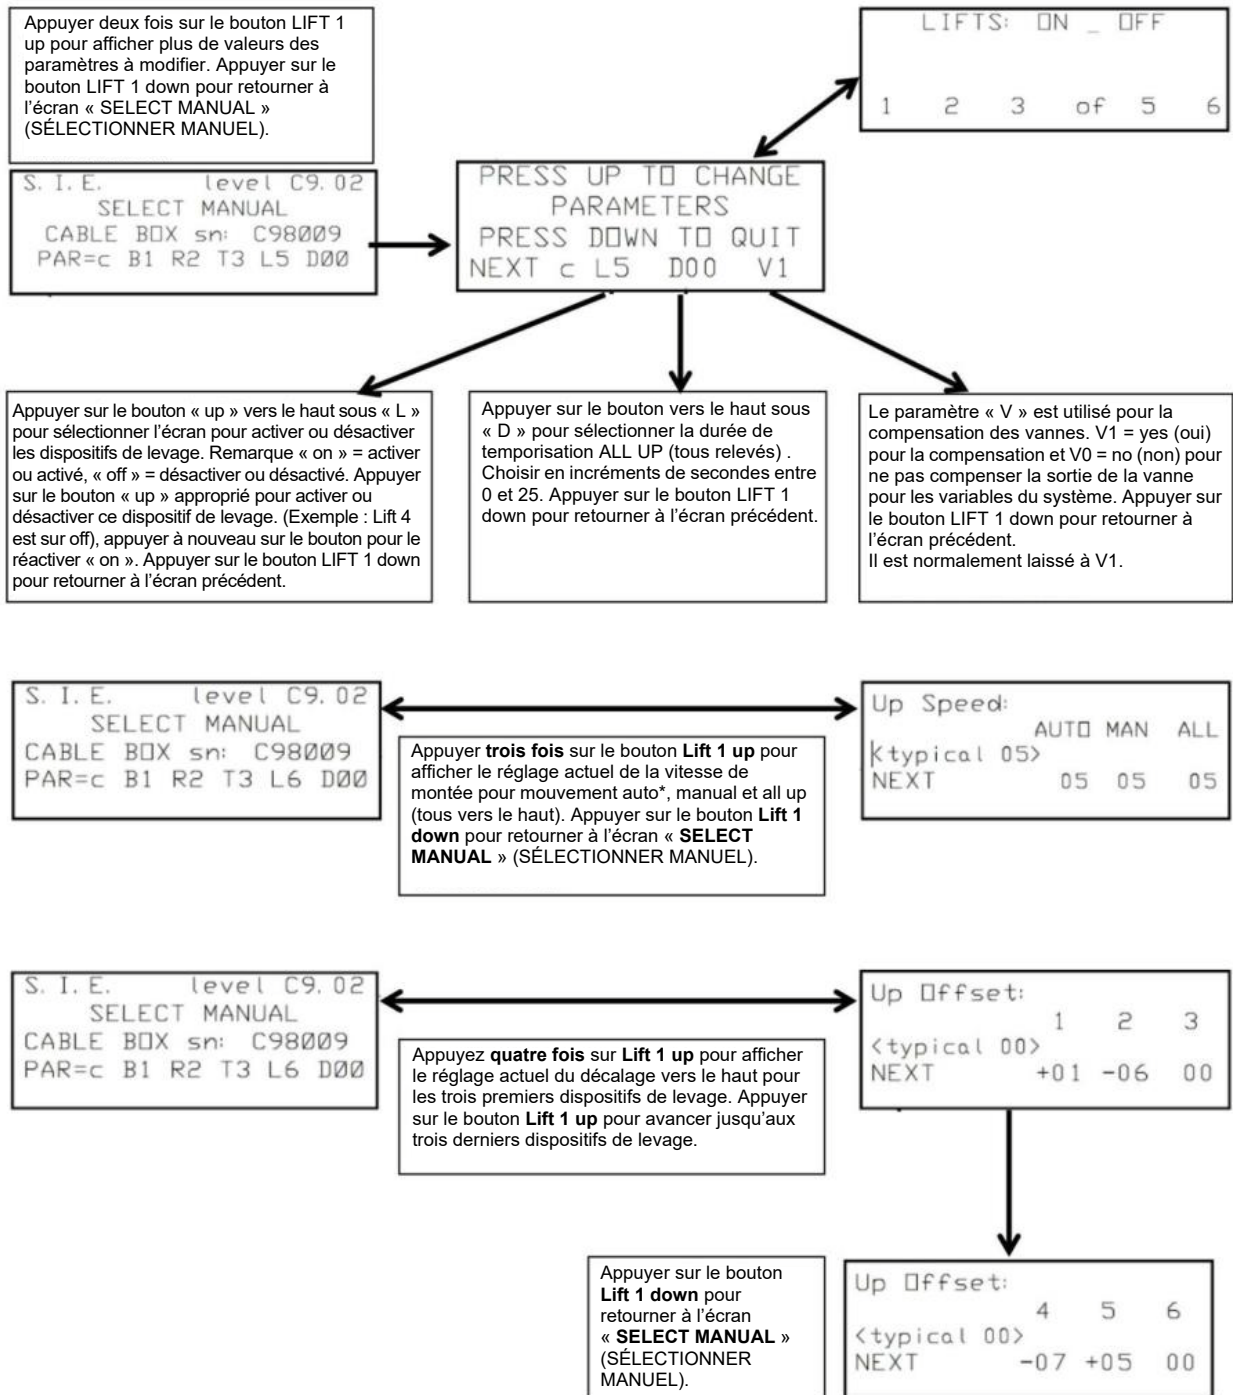 Appuyer deux fois sur le bouton LIFT 1
up pour afficher plus de valeurs des
paramètres à modifier. Appuyer sur le
bouton LIFT 1 down pour retourner à
l'écran « SELECT MANUAL »
(SÉLECTIONNER MANUEL).
LIFTS: ON _ OFF
1 2 3 of 5 6
S. I. E. level C9.02
SELECT MANUAL
CABLE BOX sn: C98009
PAR=c B1 R2 T3 L5 D00
PRESS UP TO CHANGE
PARAMETERS
PRESS DOWN TO QUIT
NEXT c L5 D00 V1
Appuyer sur le bouton « up » vers le haut sous « L »
pour sélectionner l'écran pour activer ou désactiver
les dispositifs de levage. Remarque « on » = activer
ou activé, « off » = désactiver ou désactivé. Appuyer
sur le bouton « up » approprié pour activer ou
désactiver ce dispositif de levage. (Exemple : Lift 4
est sur off), appuyer à nouveau sur le bouton pour le
réactiver « on ». Appuyer sur le bouton LIFT 1 down
pour retourner à l'écran précédent.
Appuyer sur le bouton vers le haut sous
« D » pour sélectionner la durée de
temporisation ALL UP (tous relevés) .
Choisir en incréments de secondes entre
0 et 25. Appuyer sur le bouton LIFT 1
down pour retourner à l'écran précédent.
Le paramètre « V » est utilisé pour la
compensation des vannes. V1 = yes (oui)
pour la compensation et V0 = no (non) pour
ne pas compenser la sortie de la vanne
pour les variables du système. Appuyer sur
le bouton LIFT 1 down pour retourner à
l'écran précédent.
Il est normalement laissé à V1.
S. I. E. level C9.02
SELECT MANUAL
CABLE BOX sn: C98009
PAR=c B1 R2 T3 L6 D00
Appuyer trois fois sur le bouton Lift 1 up pour
afficher le réglage actuel de la vitesse de
montée pour mouvement auto*, manual et all up
(tous vers le haut). Appuyer sur le bouton Lift 1
down pour retourner à l'écran « SELECT
MANUAL » (SÉLECTIONNER MANUEL).
Up Speed:
AUTO MAN ALL
<typical 05>
NEXT 05 05 05
S. I. E. level C9.02
SELECT MANUAL
CABLE BOX sn: C98009
PAR=c B1 R2 T3 L6 D00
Appuyez quatre fois sur Lift 1 up pour afficher
le réglage actuel du décalage vers le haut pour
les trois premiers dispositifs de levage. Appuyer
sur le bouton Lift 1 up pour avancer jusqu'aux
trois derniers dispositifs de levage.
Up Offset:
1 2 3
<typical 00>
NEXT +01 -06 00
Appuyer sur le bouton
Lift 1 down pour
retourner à l'écran
« SELECT MANUAL »
(SÉLECTIONNER
MANUEL).
Up Offset:
4 5 6
<typical 00>
NEXT -07 +05 00